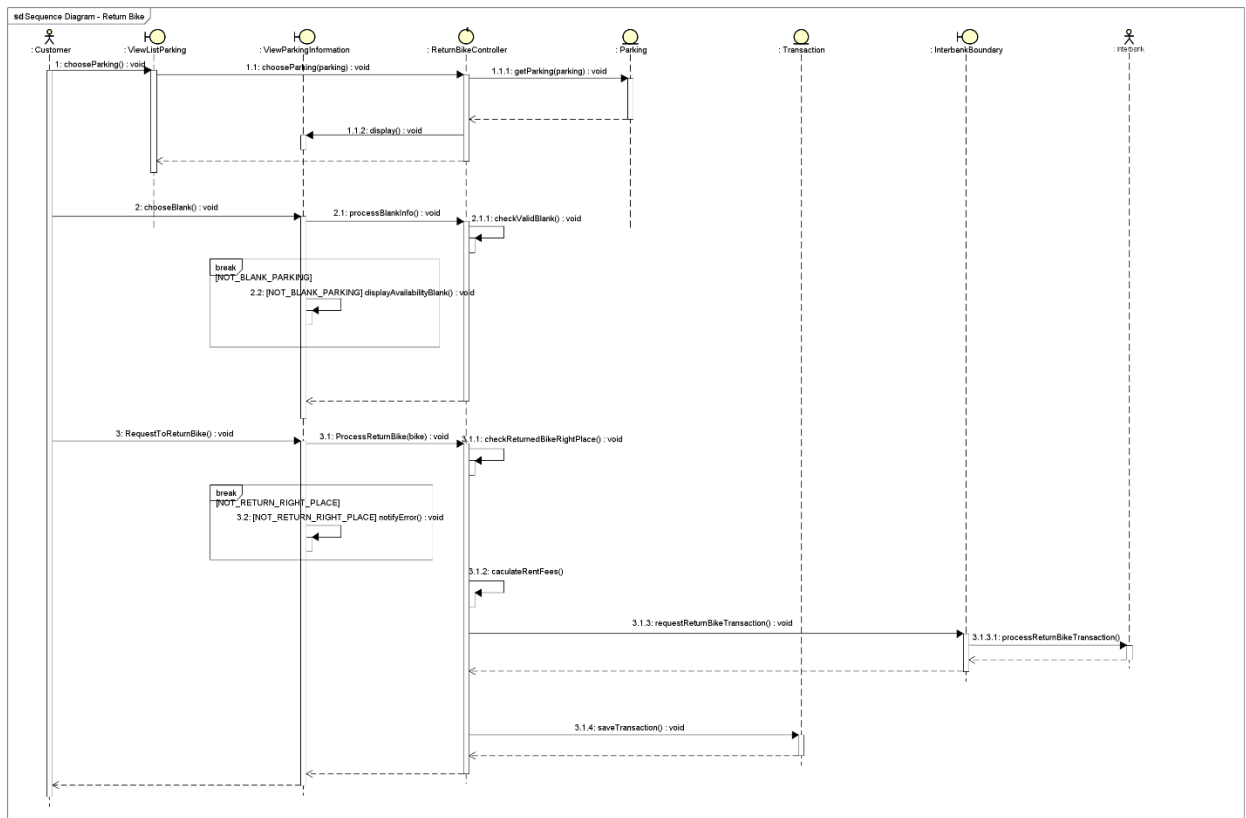 sd Sequence Diagram - Return Bike
: Customer
: ViewListParking
: ViewParkingInformation
: ReturnBikeController
: Parking
: Transaction
: InterbankBoundary
: Interbank
1: chooseParking() : void
1.1: chooseParking(parking) : void
1.1.1: getParking(parking) : void
1.1.2: display() : void
2: chooseBlank() : void
2.1: processBlankInfo() : void
2.1.1: checkValidBlank() : void
break
[NOT_BLANK_PARKING]
2.2: [NOT_BLANK_PARKING] displayAvailabilityBlank() : void
3: RequestToReturnBike() : void
3.1: ProcessReturnBike(bike) : void
3.1.1: checkReturnedBikeRightPlace() : void
break
[NOT_RETURN_RIGHT_PLACE]
3.2: [NOT_RETURN_RIGHT_PLACE] notifyError() : void
3.1.2: caculateRentFees()
3.1.3: requestReturnBikeTransaction() : void
3.1.3.1: processReturnBikeTransaction()
3.1.4: saveTransaction() : void